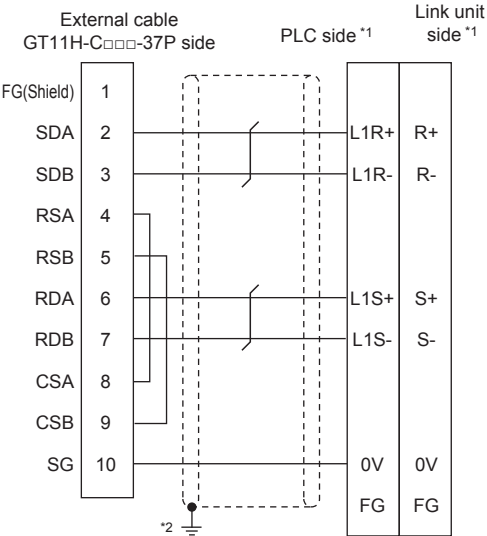 External cable
GT11H-C□□□-37P side
PLC side *1
Link unit
side *1
FG(Shield) 1
SDA 2 L1R+ R+
SDB 3 L1R- R-
RSA 4
RSB 5
RDA 6 L1S+ S+
RDB 7 L1S- S-
CSA 8
CSB 9
SG 10 0V 0V
FG FG
*2